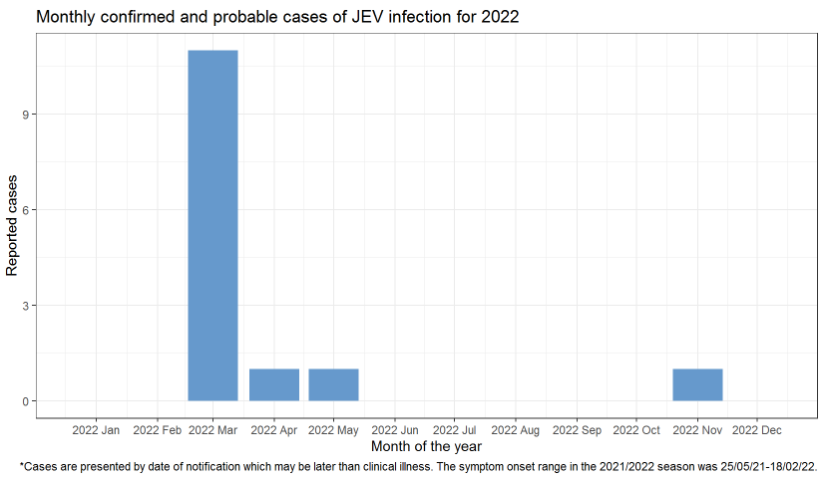 Monthly confirmed and probable cases of JEV infection for 2022
Reported cases
9
6
3
0
2022 Jan 2022 Feb 2022 Mar 2022 Apr 2022 May 2022 Jun 2022 Jul 2022 Aug 2022 Sep 2022 Oct 2022 Nov 2022 Dec
Month of the year
*Cases are presented by date of notification which may be later than clinical illness. The symptom onset range in the 2021/2022 season was 25/05/21-18/02/22.